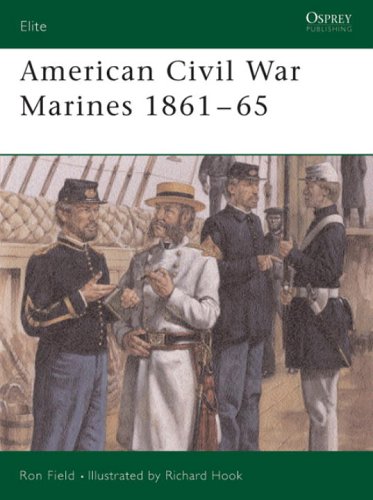 Elite
OSPREY
PUBLISHING
American Civil War
Marines 1861–65
Ron Field • Illustrated by Richard Hook